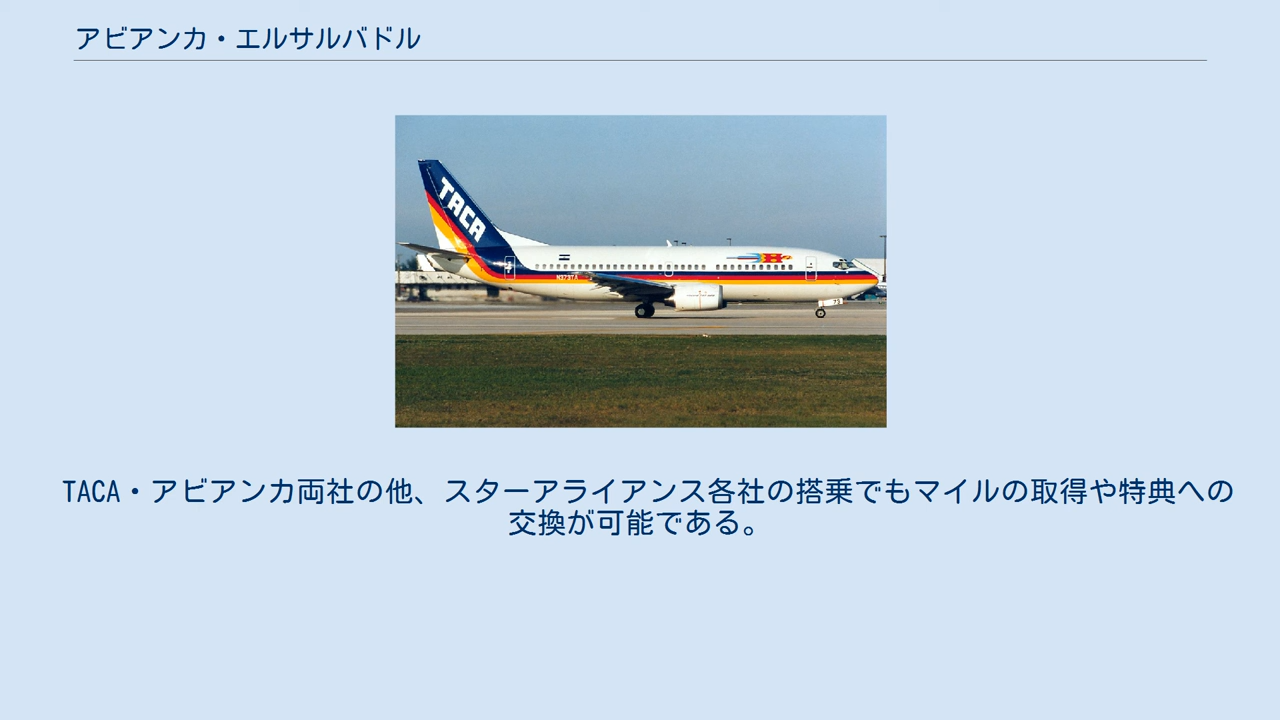 アビアンカ・エルサルバドル
TACA
TACA・アビアンカ両社の他、スターアライアンス各社の搭乗でもマイルの取得や特典への
交換が可能である。